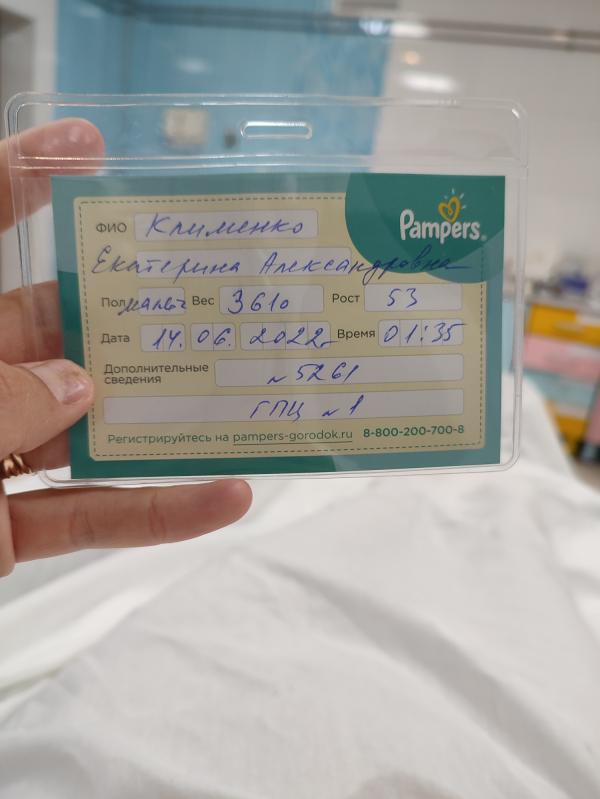 Pampers®
ФИО Клименко
Екатерина Александровна
Пол мальч Вес 3610 Рост 53
Дата 14. 06. 2022г. Время 01:35
Дополнительные
сведения
№5261
ГПЦ №1
Регистрируйтесь на pampers-gorodok.ru 8-800-200-700-8